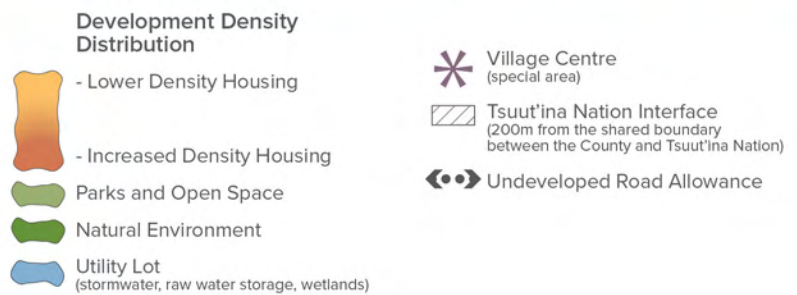 Development Density
Distribution
- Lower Density Housing
- Increased Density Housing
Parks and Open Space
Natural Environment
Utility Lot
(stormwater, raw water storage, wetlands)
Village Centre
(special area)
Tsuut'ina Nation Interface
(200m from the shared boundary
between the County and Tsuut'ina Nation)
Undeveloped Road Allowance